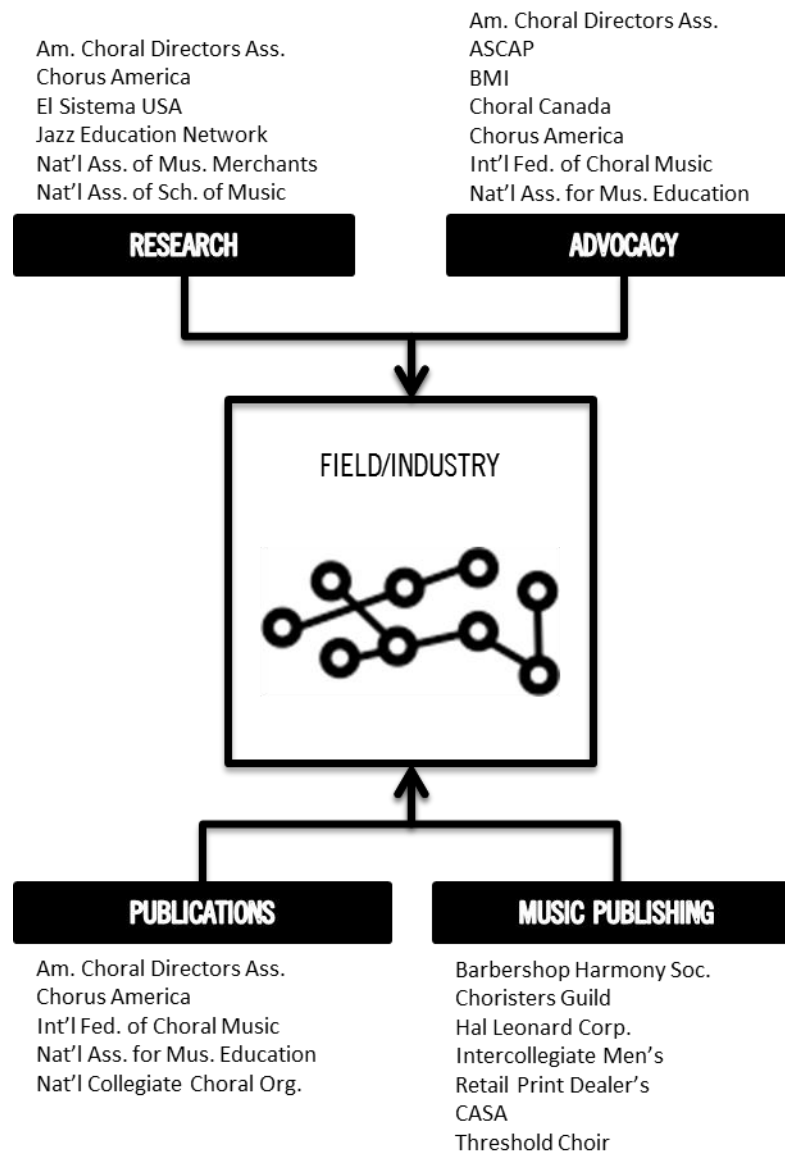 Am. Choral Directors Ass.
Chorus America
El Sistema USA
Jazz Education Network
Nat'l Ass. of Mus. Merchants
Nat'l Ass. of Sch. of Music
RESEARCH
Am. Choral Directors Ass.
ASCAP
BMI
Choral Canada
Chorus America
Int'l Fed. of Choral Music
Nat'l Ass. for Mus. Education
ADVOCACY
FIELD/INDUSTRY
PUBLICATIONS
Am. Choral Directors Ass.
Chorus America
Int'l Fed. of Choral Music
Nat'l Ass. for Mus. Education
Nat'l Collegiate Choral Org.
MUSIC PUBLISHING
Barbershop Harmony Soc.
Choristers Guild
Hal Leonard Corp.
Intercollegiate Men's
Retail Print Dealer's
CASA
Threshold Choir